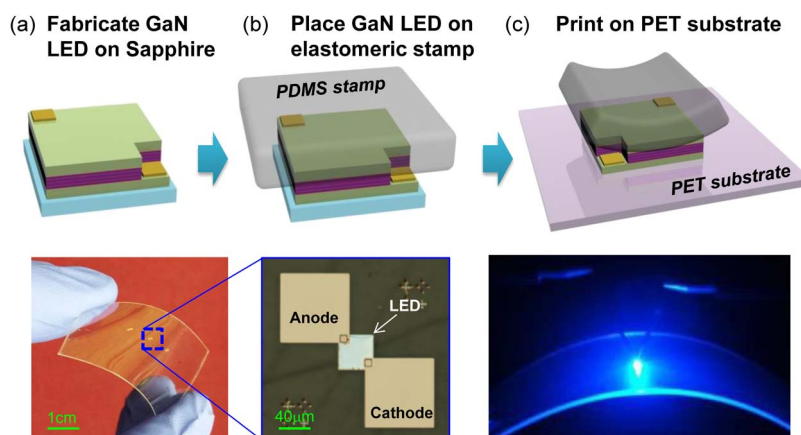 (a) Fabricate GaN
LED on Sapphire
(b) Place GaN LED on
elastomeric stamp
(c) Print on PET substrate
PDMS stamp
PET substrate
Anode
LED
Cathode
1cm
40μm